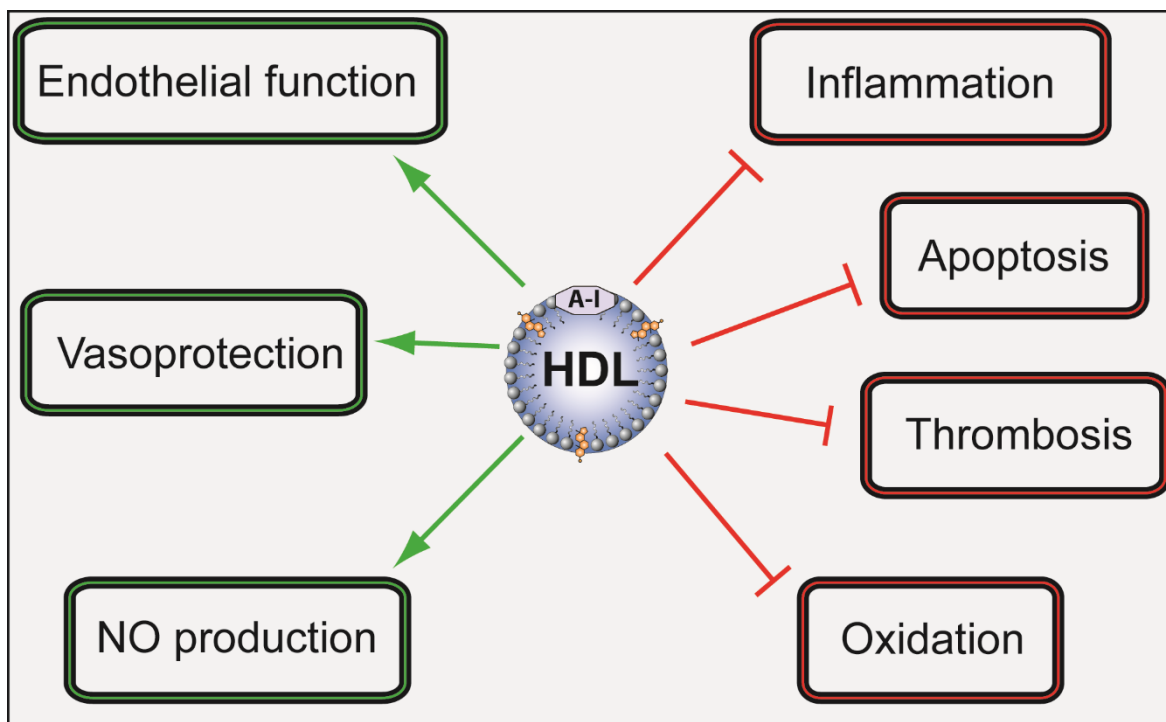 Endothelial function
Inflammation
Apoptosis
A-I
HDL
Vasoprotection
Thrombosis
NO production
Oxidation